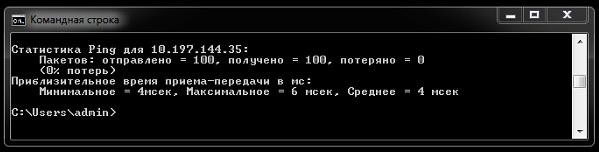 Командная строка
Статистика Ping для 10.197.144.35:
Пакетов: отправлено = 100, получено = 100, потеряно = 0
(0% потерь)
Приблизительное время приема-передачи в мс:
Минимальное = 4мсек, Максимальное = 6 мсек, Среднее = 4 мсек
C:\Users\admin>